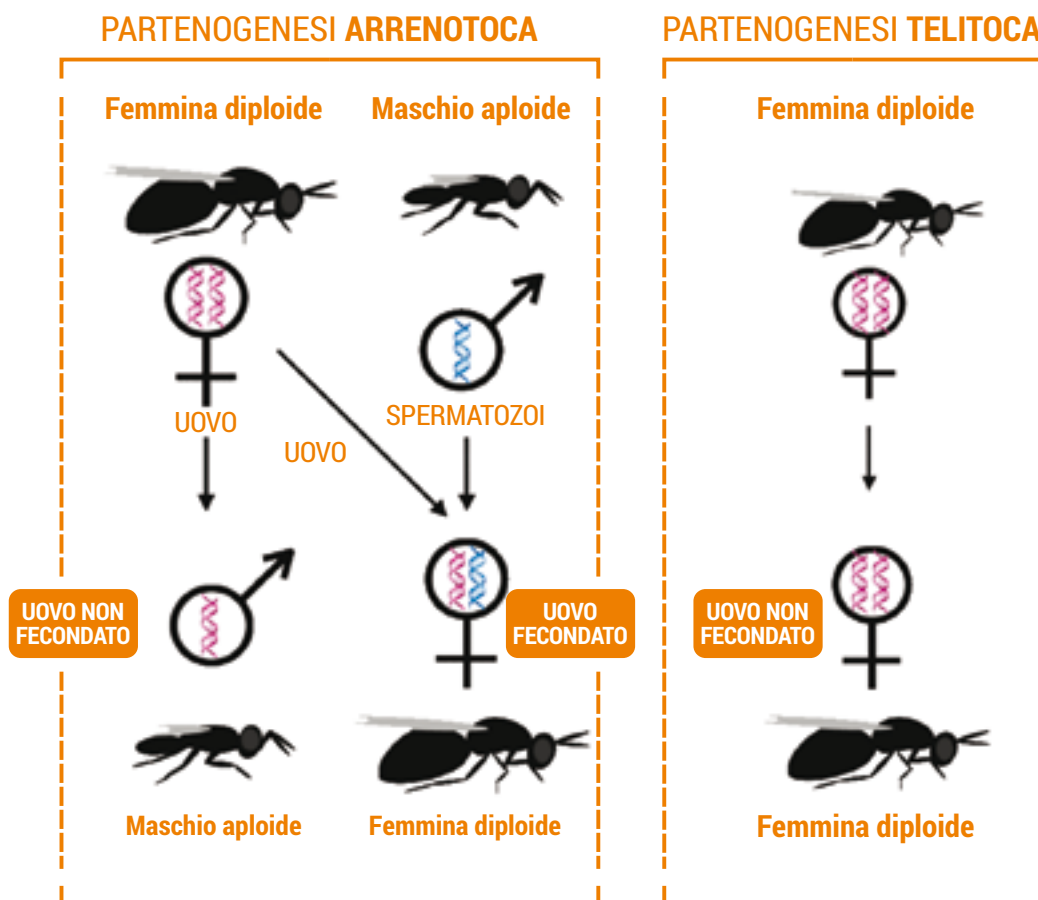 PARTENOGENESI ARRENOTOCA
Femmina diploide
Maschio aploide
UOVO
UOVO
SPERMATOZOI
UOVO NON
FECONDATO
UOVO
FECONDATO
Maschio aploide
Femmina diploide
PARTENOGENESI TELITOCA
Femmina diploide
UOVO NON
FECONDATO
Femmina diploide